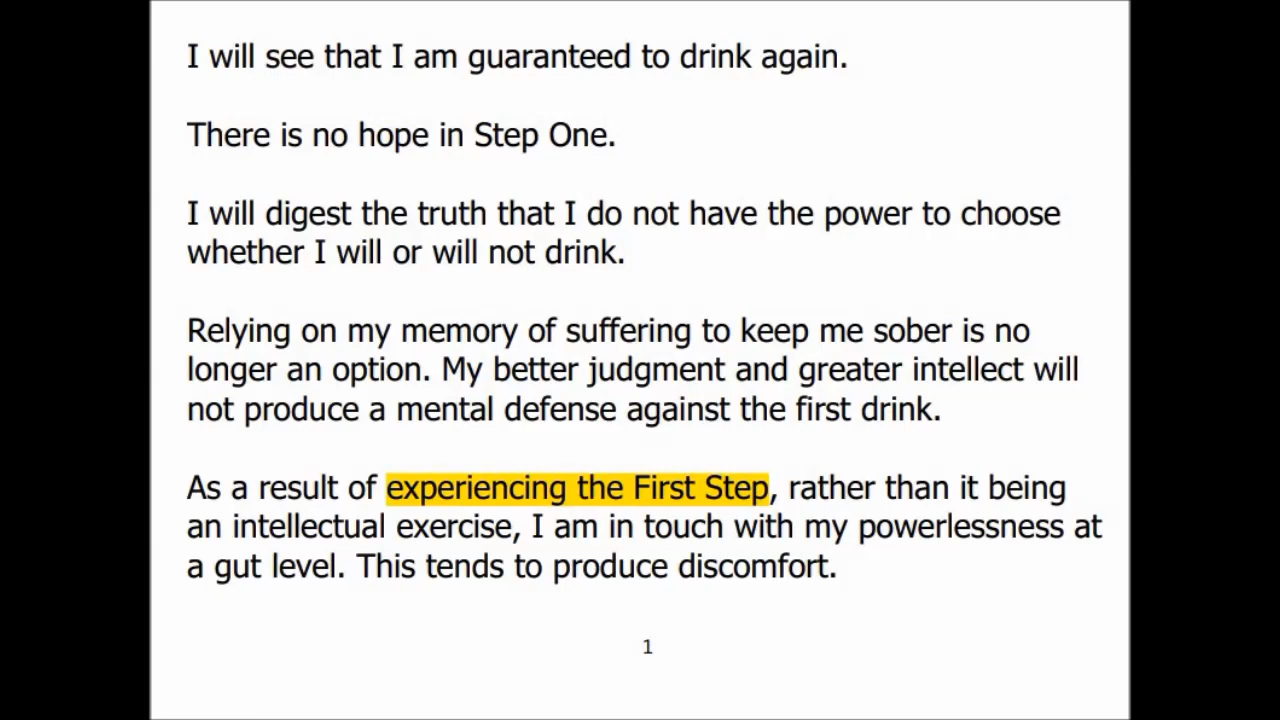 I will see that I am guaranteed to drink again.
There is no hope in Step One.
I will digest the truth that I do not have the power to choose
whether I will or will not drink.
Relying on my memory of suffering to keep me sober is no
longer an option. My better judgment and greater intellect will
not produce a mental defense against the first drink.
As a result of experiencing the First Step, rather than it being
an intellectual exercise, I am in touch with my powerlessness at
a gut level. This tends to produce discomfort.
1